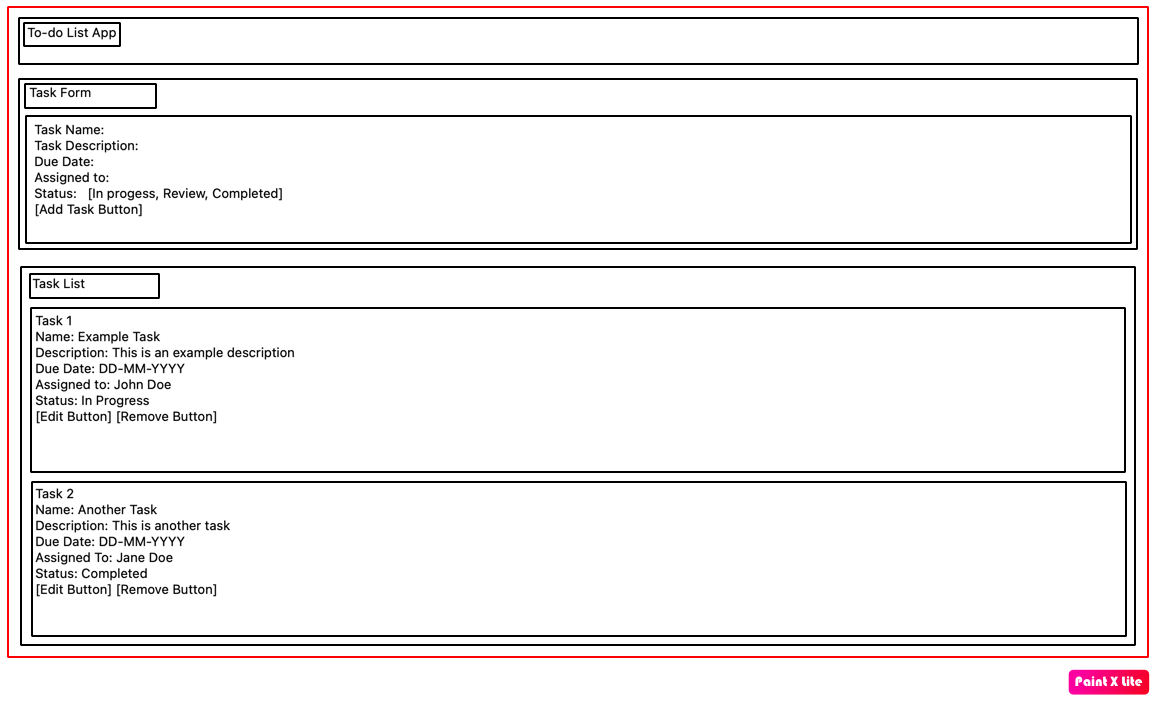 To-do List App
Task Form
Task Name:
Task Description:
Due Date:
Assigned to:
Status:   [In progess, Review, Completed]
[Add Task Button]
Task List
Task 1
Name: Example Task
Description: This is an example description
Due Date: DD-MM-YYYY
Assigned to: John Doe
Status: In Progress
[Edit Button] [Remove Button]
Task 2
Name: Another Task
Description: This is another task
Due Date: DD-MM-YYYY
Assigned To: Jane Doe
Status: Completed
[Edit Button] [Remove Button]
Paint X Lite